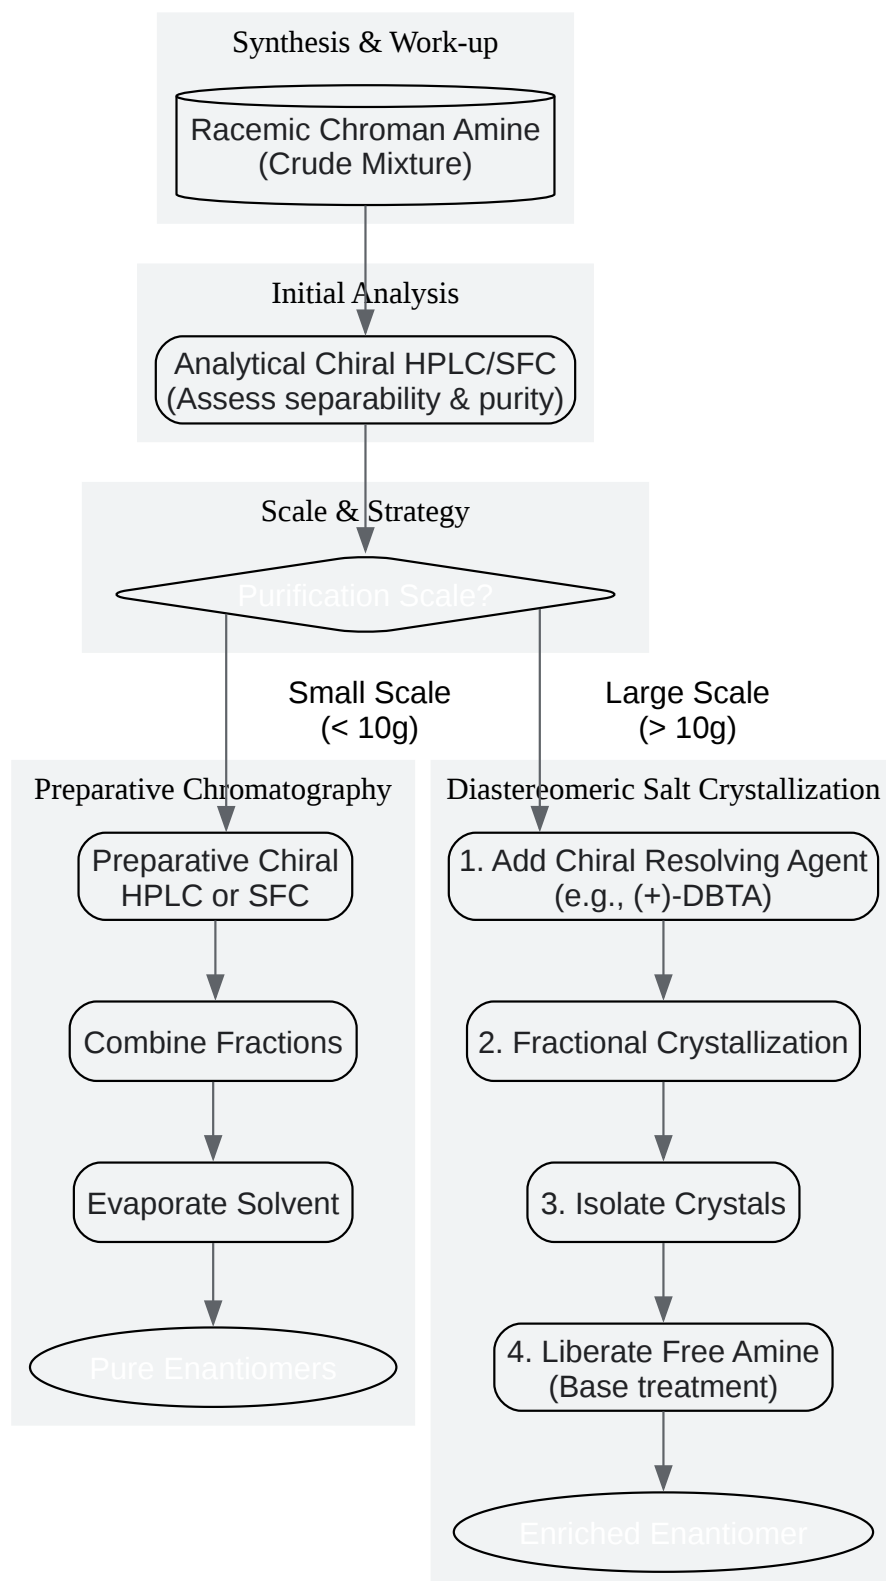 Synthesis & Work-up
Racemic Chroman Amine
(Crude Mixture)
Initial Analysis
Analytical Chiral HPLC/SFC
(Assess separability & purity)
Scale & Strategy
Purification Scale?
Small Scale
(< 10g)
Large Scale
(> 10g)
Preparative Chromatography
Preparative Chiral
HPLC or SFC
Combine Fractions
Evaporate Solvent
Pure Enantiomers
Diastereomeric Salt Crystallization
1. Add Chiral Resolving Agent
(e.g., (+)-DBTA)
2. Fractional Crystallization
3. Isolate Crystals
4. Liberate Free Amine
(Base treatment)
Enriched Enantiomer